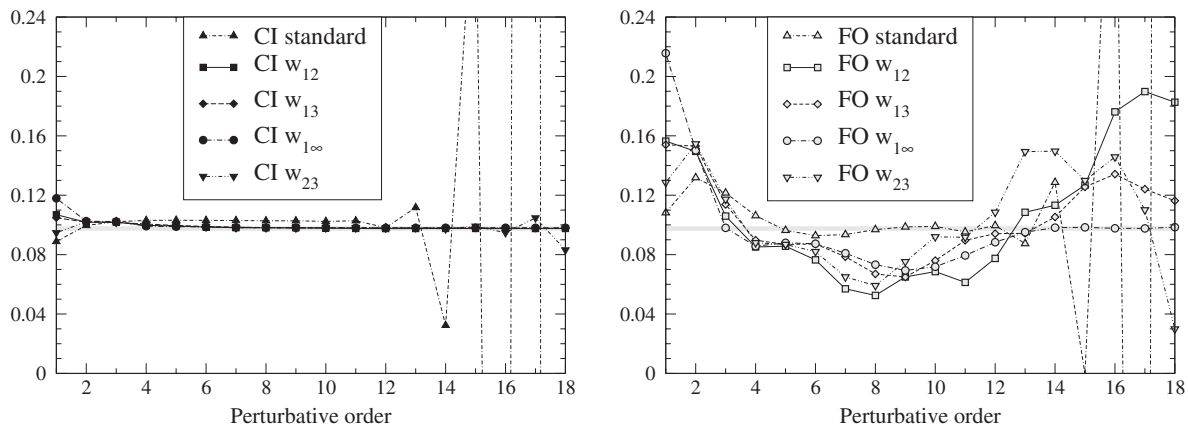 0.24
0.2
0.16
0.12
0.08
0.04
0
2 4 6 8 10 12 14 16 18
Perturbative order
CI standard
CI w12
CI w13
CI w1∞
CI w23
0.24
0.2
0.16
0.12
0.08
0.04
0
2 4 6 8 10 12 14 16 18
Perturbative order
FO standard
FO w12
FO w13
FO w1∞
FO w23